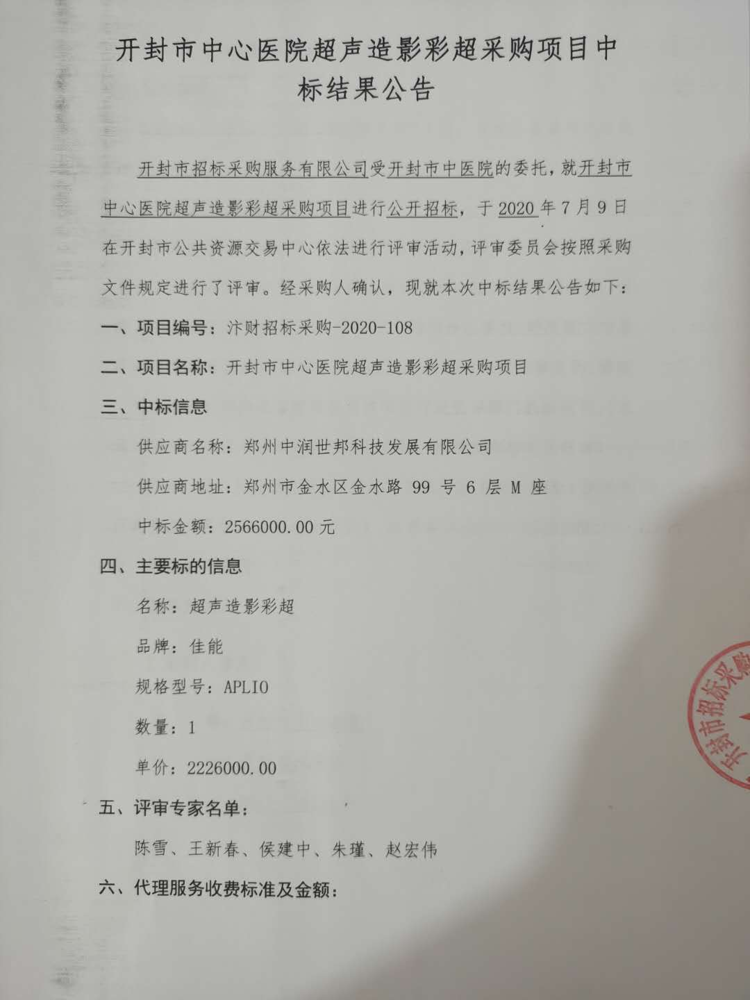 开封市中心医院超声造影彩超采购项目中
标结果公告
开封市招标采购服务有限公司受开封市中医院的委托，就开封市
中心医院超声造影彩超采购项目进行公开招标，于 2020 年 7 月 9 日
在开封市公共资源交易中心依法进行评审活动，评审委员会按照采购
文件规定进行了评审。经采购人确认，现就本次中标结果公告如下：
一、项目编号：汴财招标采购-2020-108
二、项目名称：开封市中心医院超声造影彩超采购项目
三、中标信息
供应商名称：郑州中润世邦科技发展有限公司
供应商地址：郑州市金水区金水路 99 号 6 层 M 座
中标金额：2566000.00 元
四、主要标的信息
名称：超声造影彩超
品牌：佳能
规格型号：APLIO
数量：1
单价：2226000.00
五、评审专家名单：
陈雪、王新春、侯建中、朱瑾、赵宏伟
六、代理服务收费标准及金额：
开封市招标采购